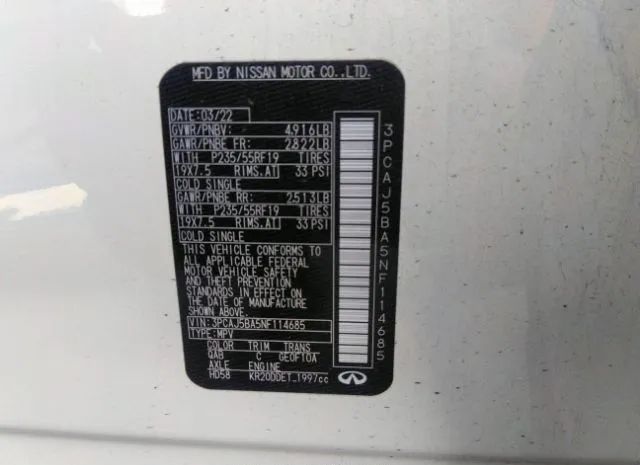 MFD BY NISSAN MOTOR CO.,LTD.
DATE: 03/22
GVWR/PNBV: 4916LB
GAWR/PNBE FR: 2822LB
WITH P235/55RF19 TIRES
19X7.5 RIMS.AT 33 PSI
COLD SINGLE
GAWR/PNBE RR: 2513LB
WITH P235/55RF19 TIRES
19X7.5 RIMS.AT 33 PSI
COLD SINGLE
THIS VEHICLE CONFORMS TO
ALL APPLICABLE FEDERAL
MOTOR VEHICLE SAFETY
AND THEFT PREVENTION
STANDARDS IN EFFECT ON
THE DATE OF MANUFACTURE
SHOWN ABOVE.
VIN: 3PCAJ5BA5NF114685
TYPE: MPV
COLOR TRIM TRANS
QAB C GE0F10A
AXLE ENGINE
HD58 KR20DDET_1997cc
3PCAJ5BA5NF114685
INFINITI